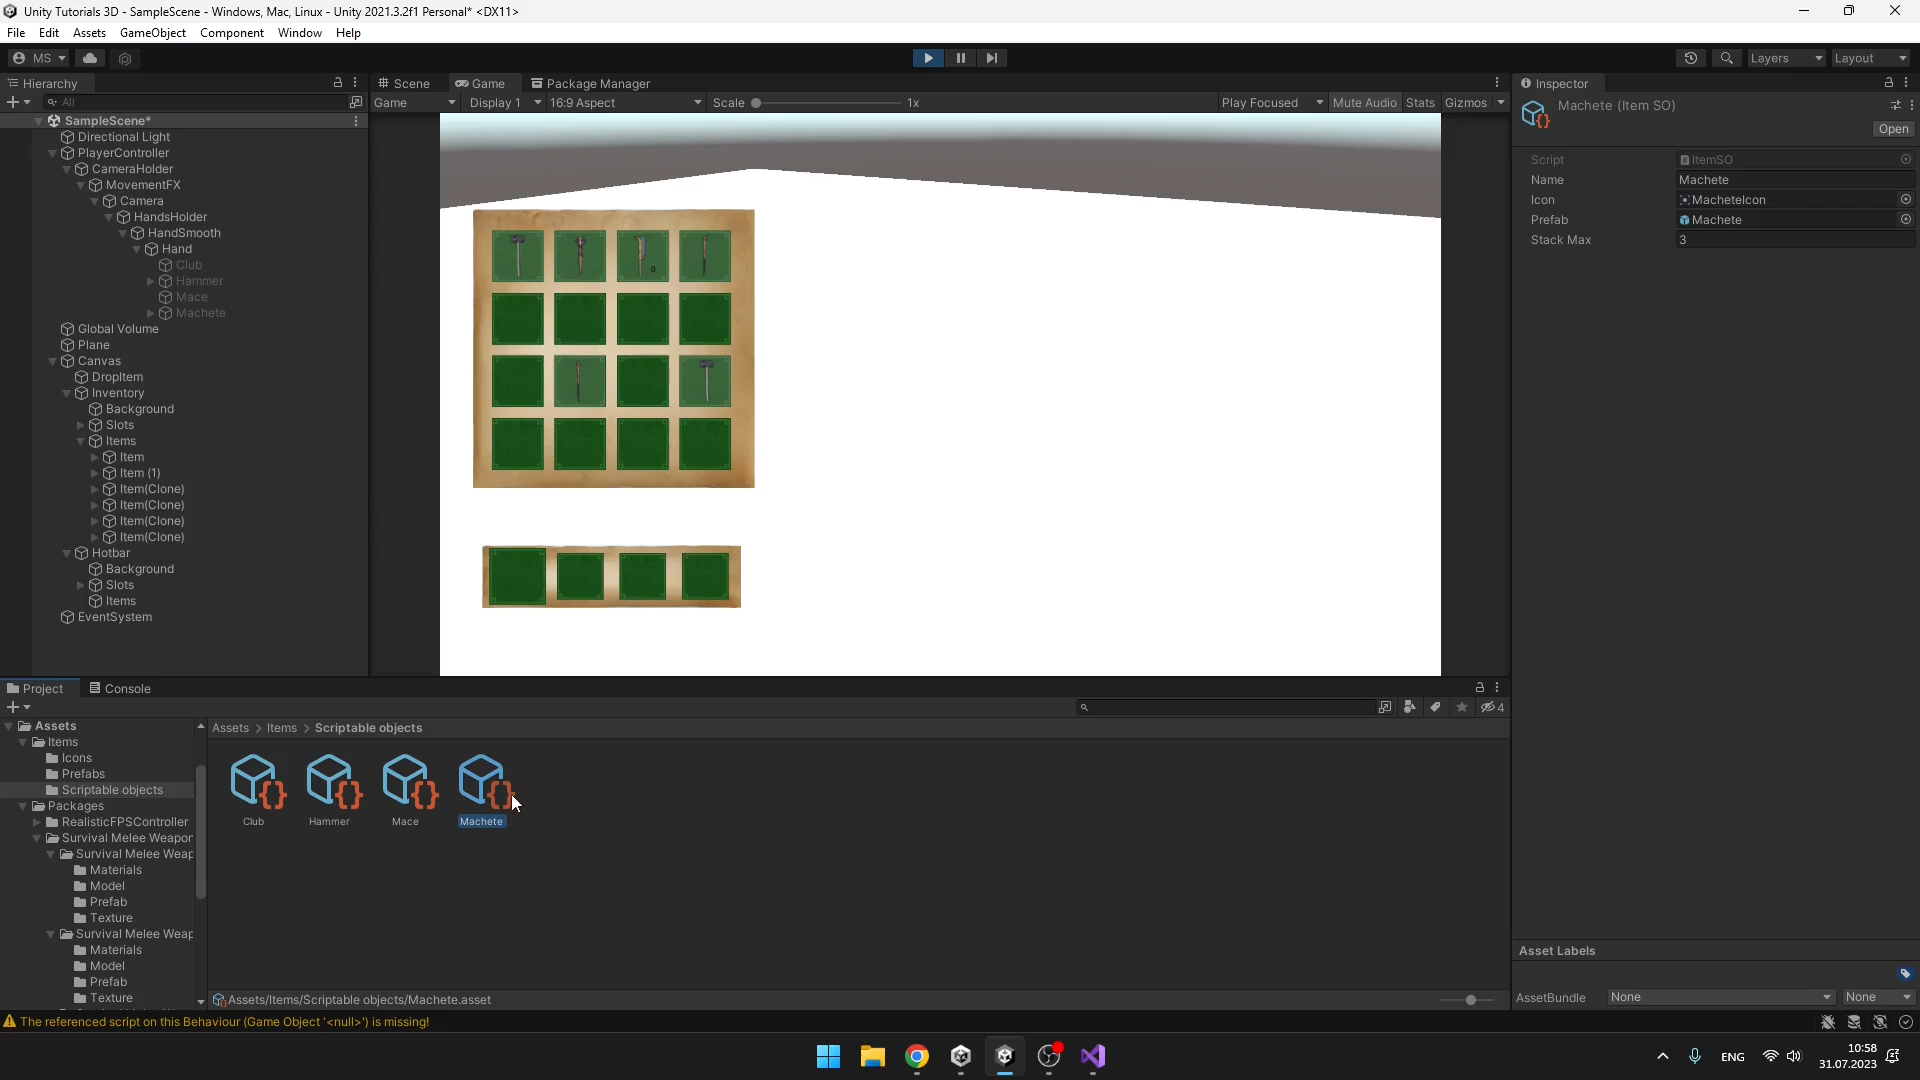 Unity Tutorials 3D - SampleScene - Windows, Mac, Linux - Unity 2021.3.2f1 Personal* <DX11>
File Edit Assets GameObject Component Window Help
MS Layers Layout
Hierarchy
All
SampleScene*
Directional Light
PlayerController
CameraHolder
MovementFX
Camera
HandsHolder
HandSmooth
Hand
Club
Hammer
Mace
Machete
Global Volume
Plane
Canvas
DropItem
Inventory
Background
Slots
Items
Item
Item (1)
Item(Clone)
Item(Clone)
Item(Clone)
Item(Clone)
Hotbar
Background
Slots
Items
EventSystem
Scene Game Package Manager
Game Display 1 16:9 Aspect Scale 1x Play Focused Mute Audio Stats Gizmos
0
Inspector
Machete (Item SO)
Open
Script ItemSO
Name Machete
Icon MacheteIcon
Prefab Machete
Stack Max 3
Project Console
4
Assets
Items
Icons
Prefabs
Scriptable objects
Packages
RealisticFPSController
Survival Melee Weapon
Survival Melee Weap
Materials
Model
Prefab
Texture
Survival Melee Weap
Materials
Model
Prefab
Texture
Assets > Items > Scriptable objects
Club Hammer Mace Machete
Assets/Items/Scriptable objects/Machete.asset
Asset Labels
AssetBundle None None
The referenced script on this Behaviour (Game Object '<null>') is missing!
ENG
10:58
31.07.2023